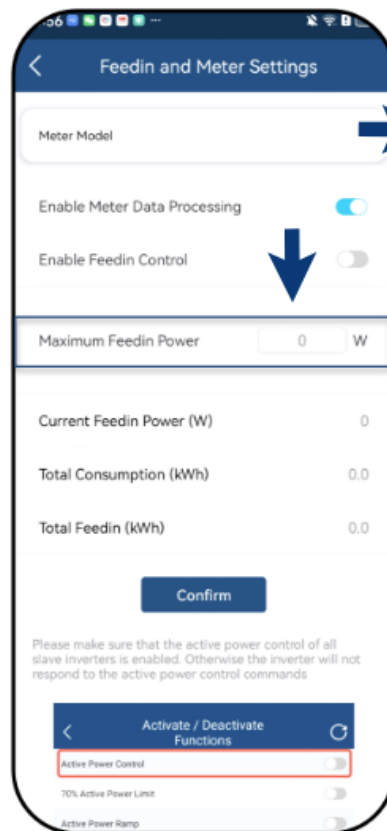 :56
Feedin and Meter Settings
Meter Model
Enable Meter Data Processing
Enable Feedin Control
Maximum Feedin Power 0 W
Current Feedin Power (W) 0
Total Consumption (kWh) 0.0
Total Feedin (kWh) 0.0
Confirm
Please make sure that the active power control of all
slave inverters is enabled. Otherwise the inverter will not
respond to the active power control commands
Activate / Deactivate
Functions
Active Power Control
70% Active Power Limit
Active Power Ramp